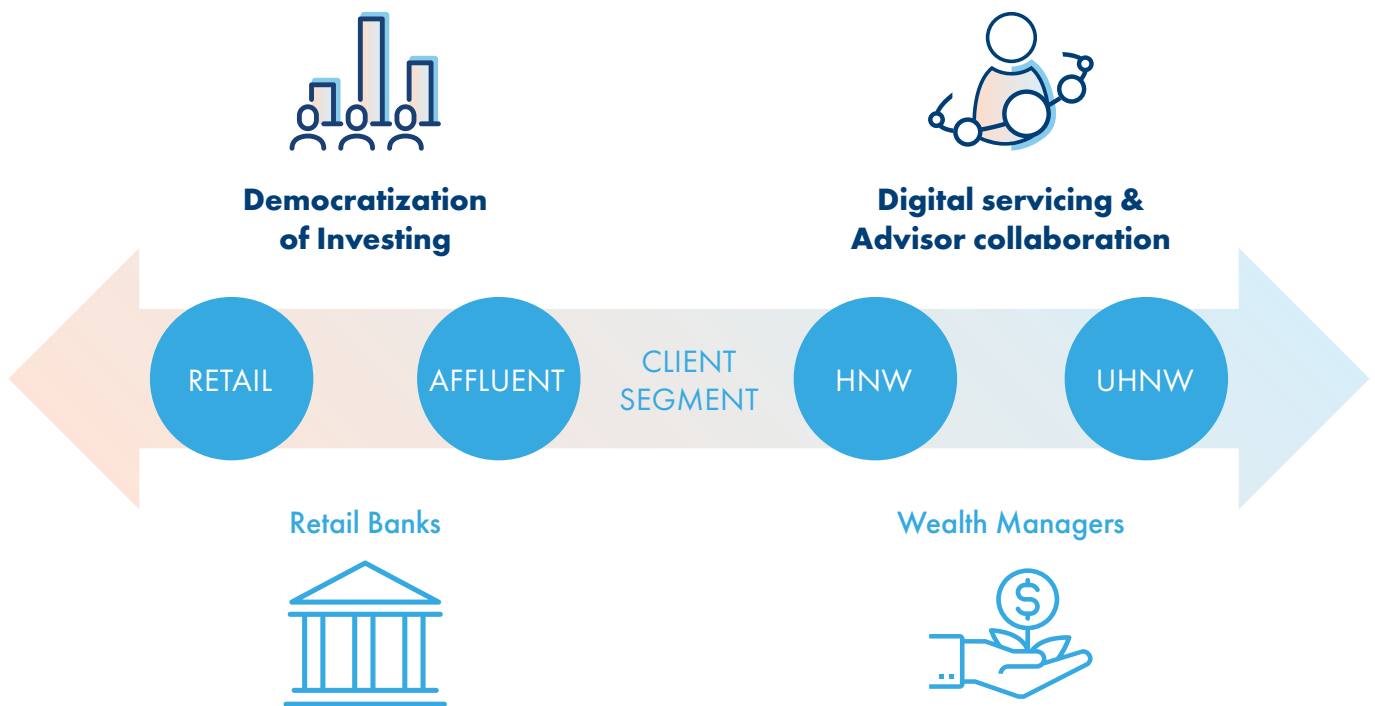 Democratization
of Investing
Digital servicing &
Advisor collaboration
RETAIL
AFFLUENT
CLIENT
SEGMENT
HNW
UHNW
Retail Banks
Wealth Managers
$